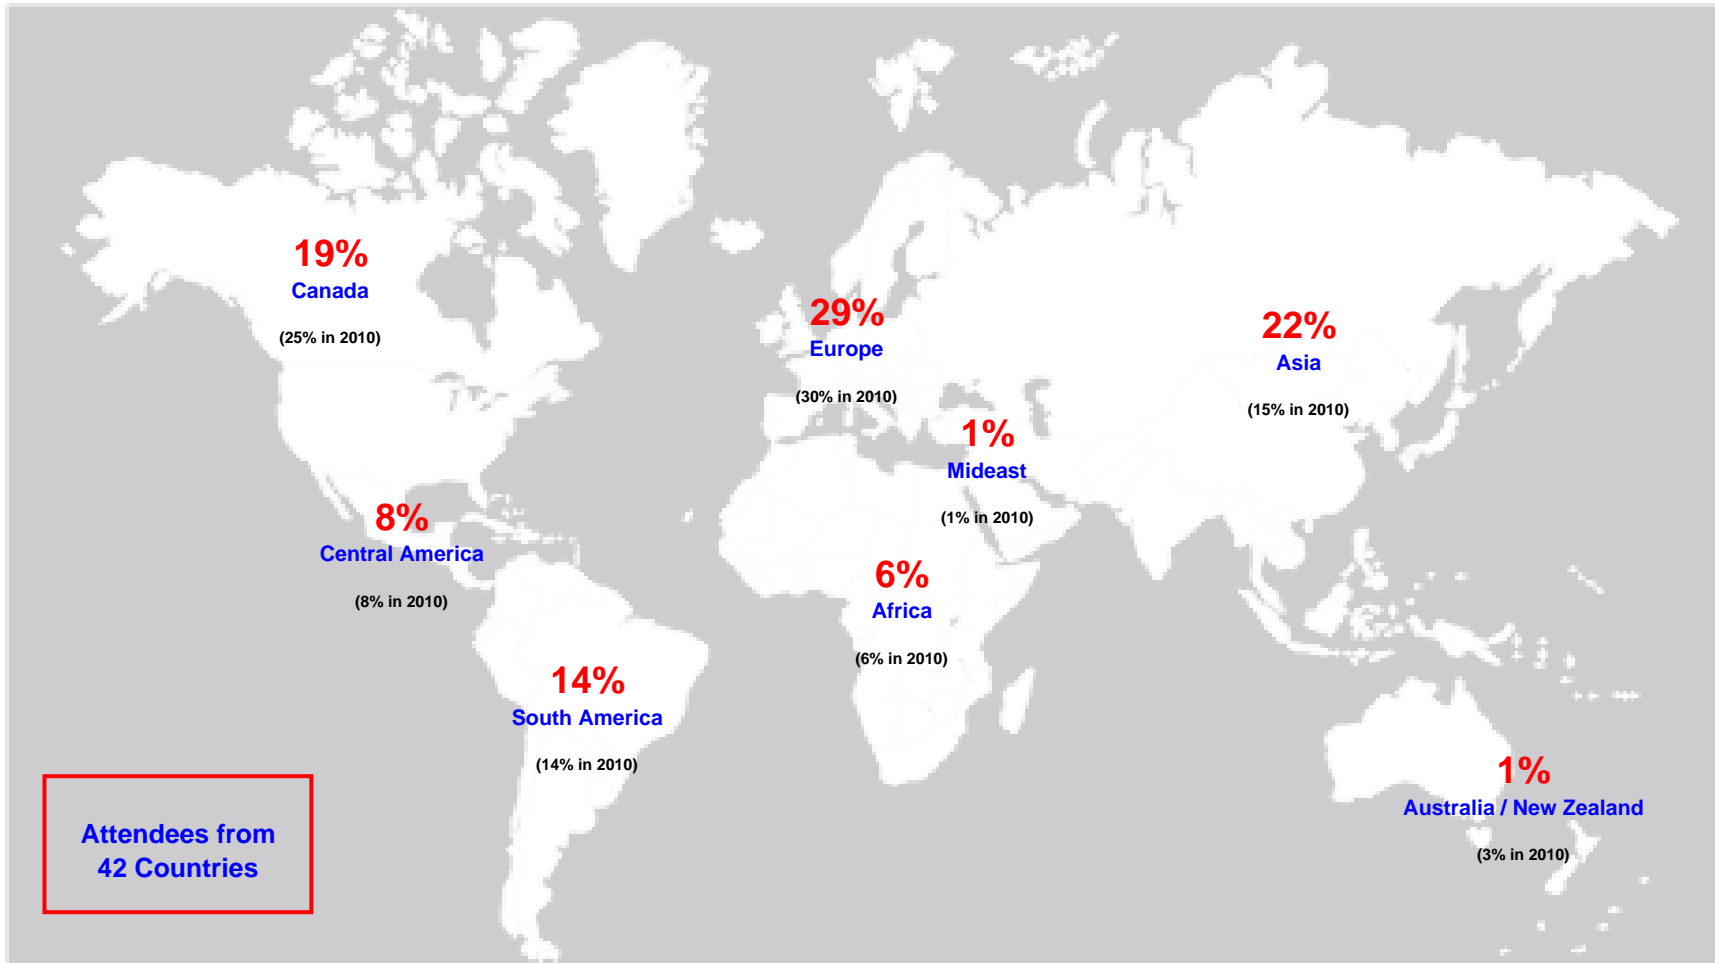 19%
Canada
(25% in 2010)
29%
Europe
(30% in 2010)
22%
Asia
(15% in 2010)
1%
Mideast
(1% in 2010)
8%
Central America
(8% in 2010)
6%
Africa
(6% in 2010)
14%
South America
(14% in 2010)
1%
Australia / New Zealand
(3% in 2010)
Attendees from
42 Countries